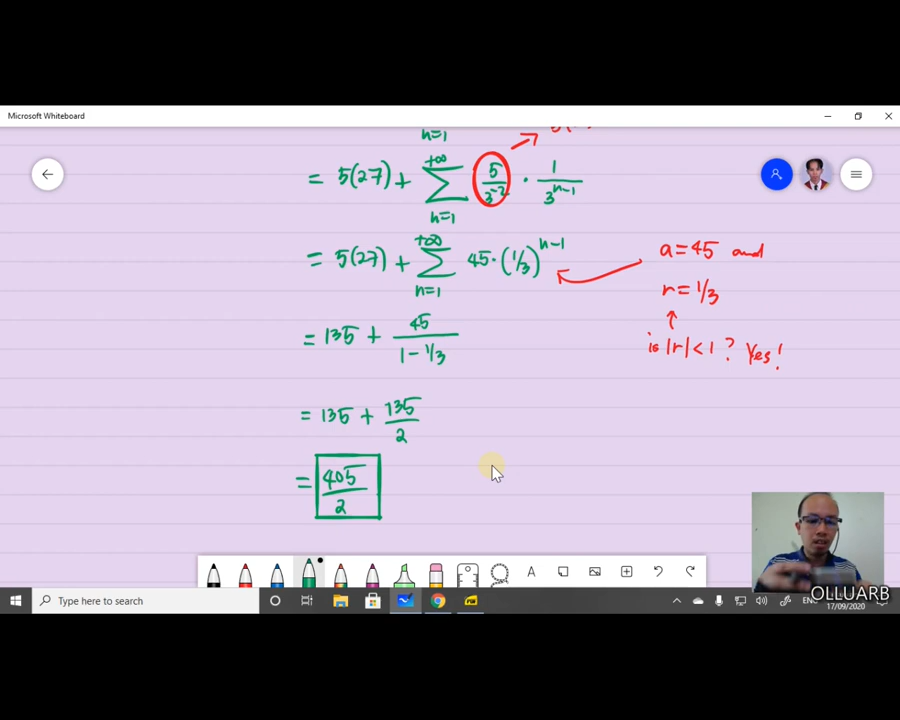 Microsoft Whiteboard
n=1
= 5(27) + +∞ ∑ n=1 5/3^-2 · 1/3^n-1
= 5(27) + +∞ ∑ n=1 45·(1/3)^n-1
a=45 and
r=1/3
is |r|<1? Yes!
= 135 + 45/1-1/3
= 135 + 135/2
= 405/2
A
Type here to search
OLLUARB
17/09/2020